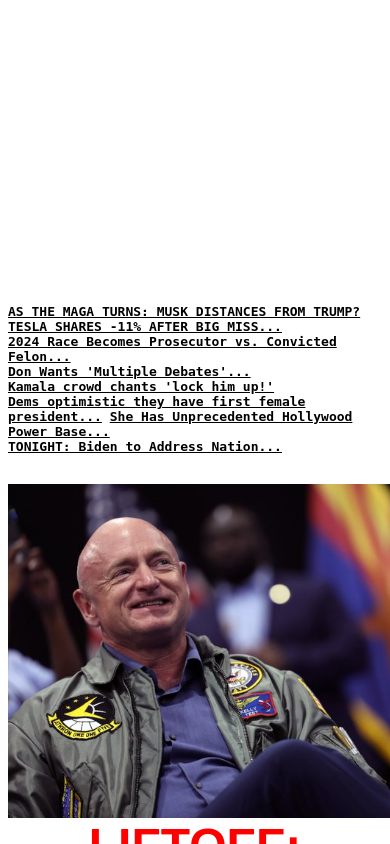 AS THE MAGA TURNS: MUSK DISTANCES FROM TRUMP?
TESLA SHARES -11% AFTER BIG MISS...
2024 Race Becomes Prosecutor vs. Convicted
Felon...
Don Wants 'Multiple Debates'...
Kamala crowd chants 'lock him up!'
Dems optimistic they have first female
president... She Has Unprecedented Hollywood
Power Base...
TONIGHT: Biden to Address Nation...
KELLY
LIFTOFF: